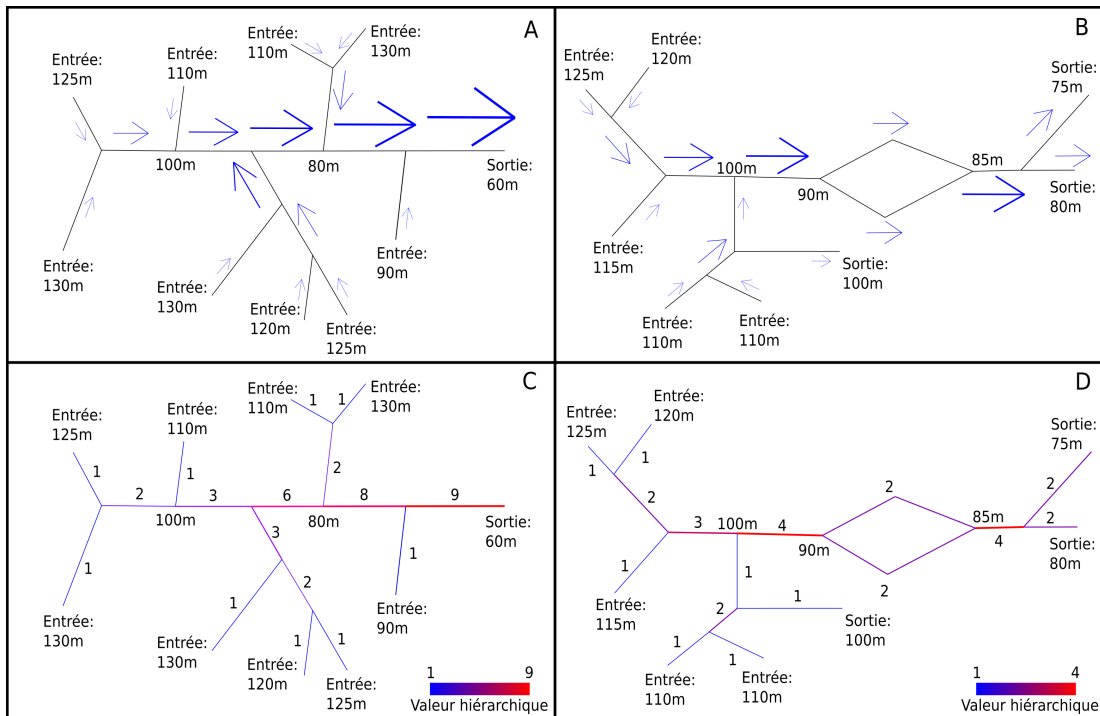 A
Entrée:
110m
Entrée:
130m
Entrée:
125m
Entrée:
110m
100m
80m
Sortie:
60m
Entrée:
130m
Entrée:
130m
Entrée:
120m
Entrée:
125m
Entrée:
90m
B
Entrée:
125m
Entrée:
120m
Sortie:
75m
100m
90m
85m
Sortie:
80m
Entrée:
115m
Sortie:
100m
Entrée:
110m
Entrée:
110m
C
Entrée:
110m
1
1
Entrée:
130m
Entrée:
125m
Entrée:
110m
1
1
2
2
3
6
8
9
100m
80m
Sortie:
60m
3
1
1
2
1
1
1
Entrée:
130m
Entrée:
130m
Entrée:
120m
Entrée:
125m
Entrée:
90m
1
9
Valeur hiérarchique
D
Entrée:
125m
Entrée:
120m
Sortie:
75m
1
1
2
2
2
3
100m
4
90m
85m
4
2
Sortie:
80m
1
1
2
1
2
Entrée:
115m
Sortie:
100m
1
1
Entrée:
110m
Entrée:
110m
1
4
Valeur hiérarchique